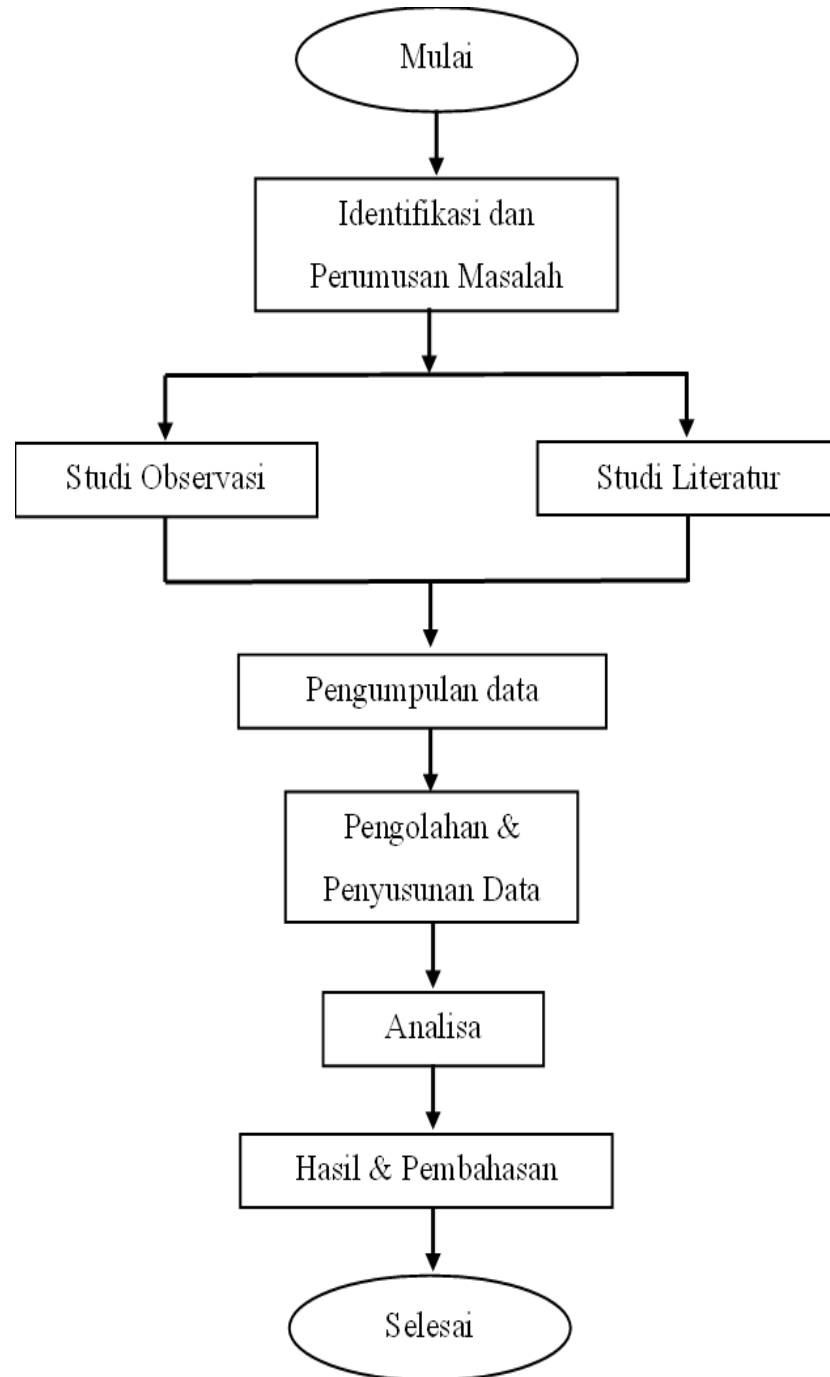 Mulai
Identifikasi dan
Perumusan Masalah
Studi Observasi
Studi Literatur
Pengumpulan data
Pengolahan &
Penyusunan Data
Analisa
Hasil & Pembahasan
Selesai